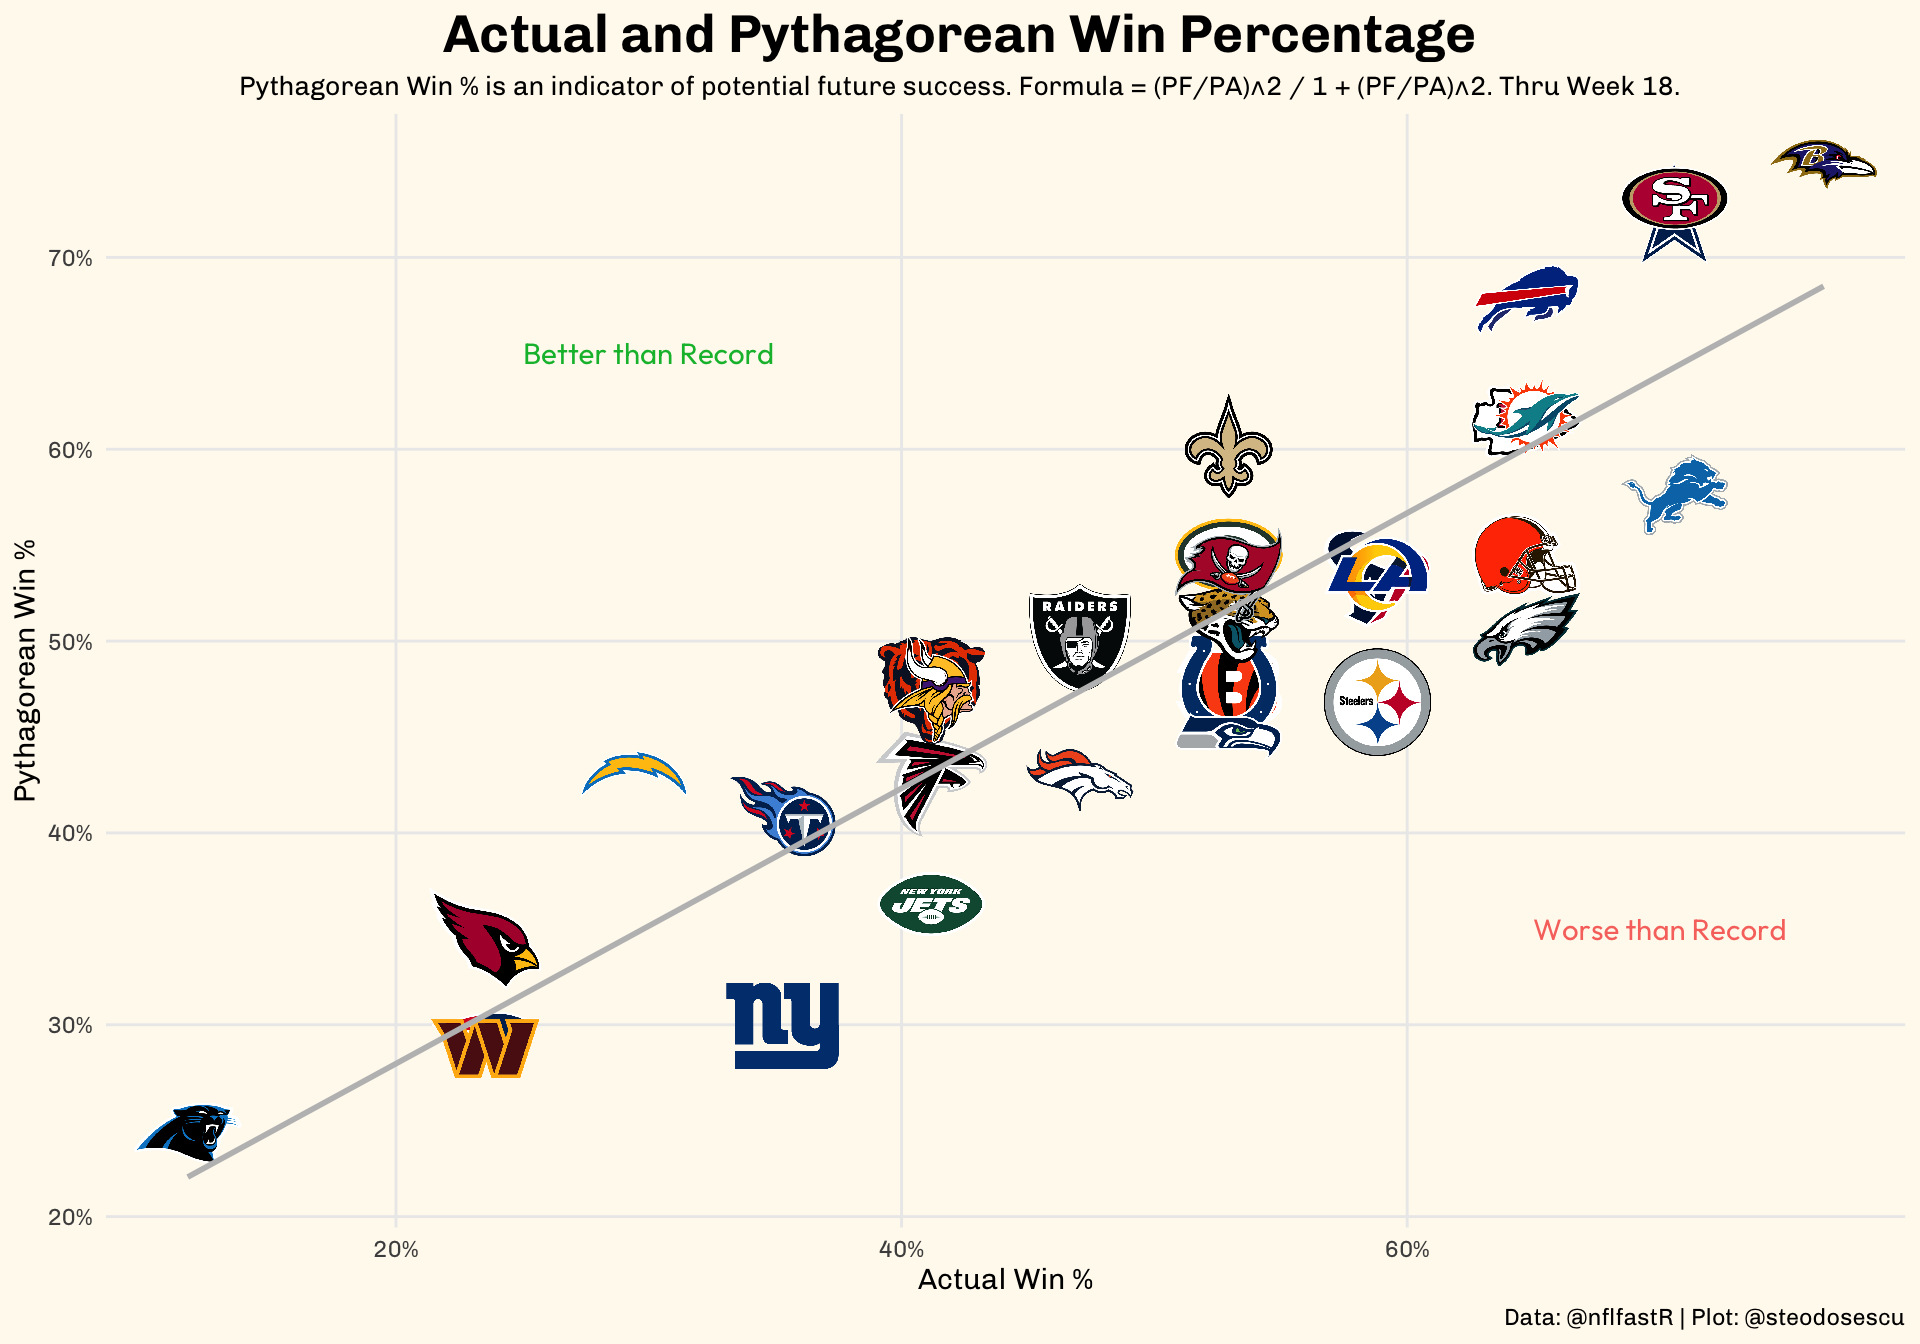 Actual and Pythagorean Win Percentage
Pythagorean Win % is an indicator of potential future success. Formula = (PF/PA)^2 / 1 + (PF/PA)^2. Thru Week 18.
Pythagorean Win %
70%
60%
50%
40%
30%
20%
Better than Record
Worse than Record
B
SF
LA
RAIDERS
Steelers
T
NEW YORK
JETS
ny
W
20%
40%
60%
Actual Win %
Data: @nflfastR | Plot: @steodosescu